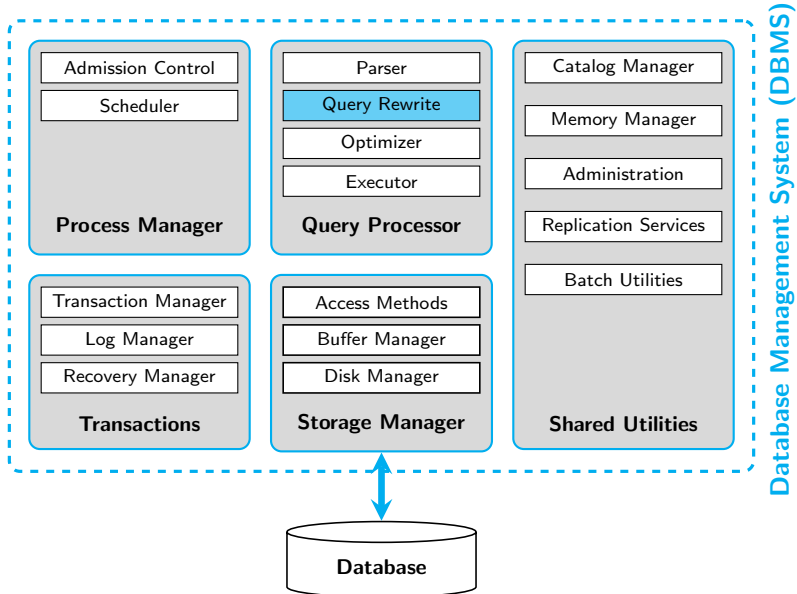 Admission Control
Scheduler
Process Manager
Parser
Query Rewrite
Optimizer
Executor
Query Processor
Catalog Manager
Memory Manager
Administration
Replication Services
Batch Utilities
Shared Utilities
Transaction Manager
Log Manager
Recovery Manager
Transactions
Access Methods
Buffer Manager
Disk Manager
Storage Manager
Database
Database Management System (DBMS)